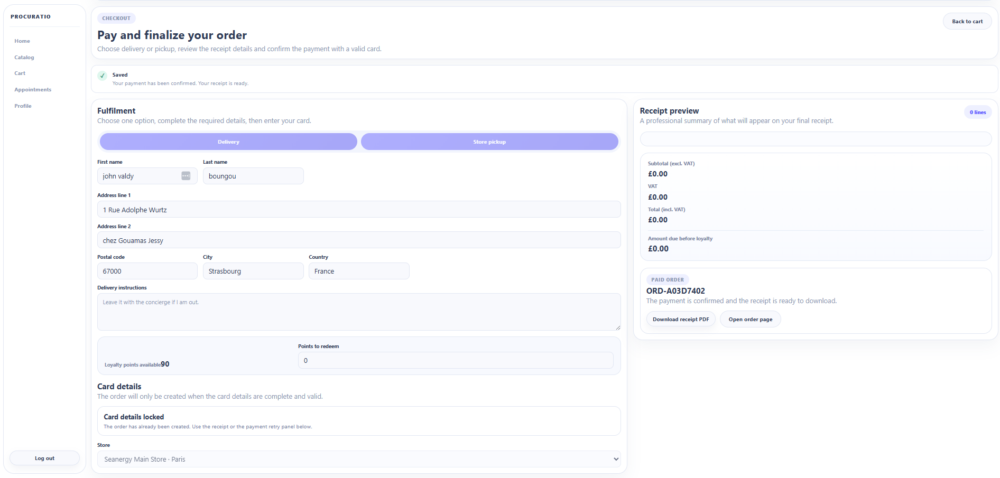 PROCURATIO
Home
Catalog
Cart
Appointments
Profile
Log out
CHECKOUT
Pay and finalize your order
Choose delivery or pickup, review the receipt details and confirm the payment with a valid card.
Back to cart
Saved
Your payment has been confirmed. Your receipt is ready.
Fulfilment
Choose one option, complete the required details, then enter your card.
Delivery
Store pickup
First name
Last name
john valdy
boungou
Address line 1
1 Rue Adolphe Wurtz
Address line 2
chez Gouamas Jessy
Postal code
City
Country
67000
Strasbourg
France
Delivery instructions
Leave it with the concierge if I am out.
Loyalty points available90
Points to redeem
0
Card details
The order will only be created when the card details are complete and valid.
Card details locked
The order has already been created. Use the receipt or the payment retry panel below.
Store
Seanergy Main Store · Paris
Receipt preview
0 lines
A professional summary of what will appear on your final receipt.
Subtotal (excl. VAT)
£0.00
VAT
£0.00
Total (incl. VAT)
£0.00
Amount due before loyalty
£0.00
PAID ORDER
ORD-A03D7402
The payment is confirmed and the receipt is ready to download.
Download receipt PDF
Open order page